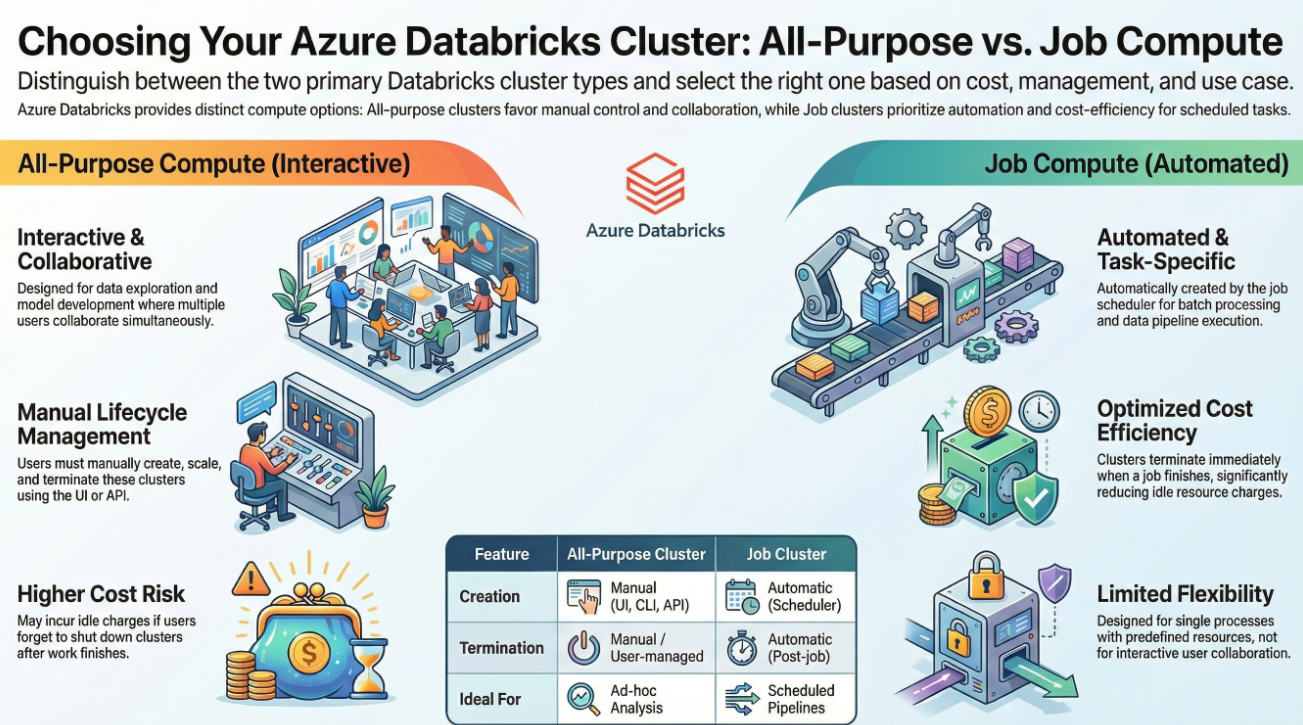 Choosing Your Azure Databricks Cluster: All-Purpose vs. Job Compute
Distinguish between the two primary Databricks cluster types and select the right one based on cost, management, and use case.
Azure Databricks provides distinct compute options: All-purpose clusters favor manual control and collaboration, while Job clusters prioritize automation and cost-efficiency for scheduled tasks.
All-Purpose Compute (Interactive)
Interactive &
Collaborative
Designed for data exploration and
model development where multiple
users collaborate simultaneously.
Manual Lifecycle
Management
Users must manually create, scale,
and terminate these clusters
using the UI or API.
Higher Cost Risk
May incur idle charges if users
forget to shut down clusters
after work finishes.
Azure Databricks
Job Compute (Automated)
Automated &
Task-Specific
Automatically created by the job
scheduler for batch processing
and data pipeline execution.
Optimized Cost
Efficiency
Clusters terminate immediately
when a job finishes, significantly
reducing idle resource charges.
Limited Flexibility
Designed for single processes
with predefined resources, not
for interactive user collaboration.
Feature All-Purpose Cluster Job Cluster
Creation
Manual
(UI, CLI, API)
Automatic
(Scheduler)
Termination
Manual /
User-managed
Automatic
(Post-job)
Ideal For
Ad-hoc
Analysis
Scheduled
Pipelines